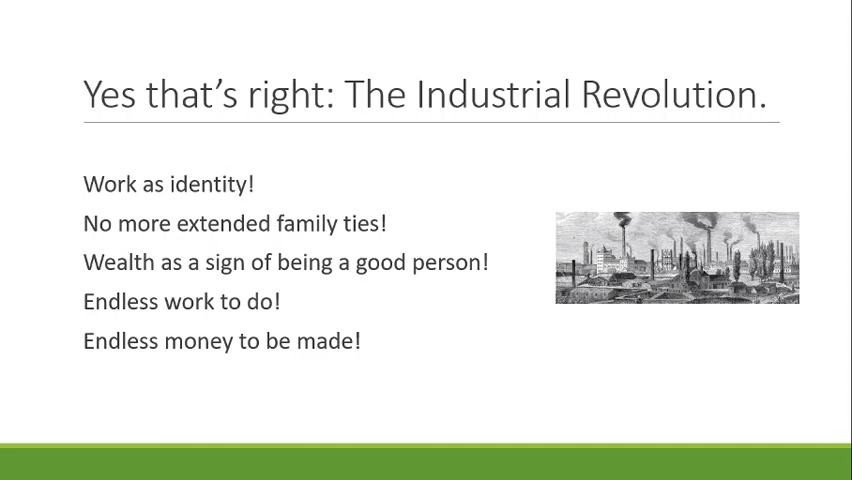 Yes that’s right: The Industrial Revolution.
Work as identity!
No more extended family ties!
Wealth as a sign of being a good person!
Endless work to do!
Endless money to be made!